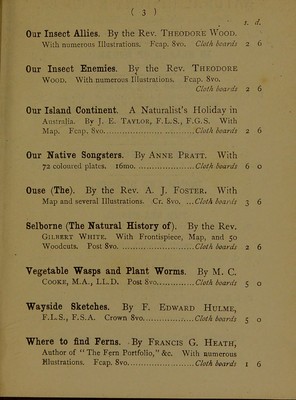 ( 3 )
s. d.
Our Insect Allies. By the Rev. THEODORE WOOD.
With numerous Illustrations. Fcap. 8vo. Cloth boards 2 6
Our Insect Enemies. By the Rev. THEODORE
WOOD. With numerous Illustrations. Fcap. 8vo.
Cloth boards 2 6
Our Island Continent. A Naturalist's Holiday in
Australia. By J. E. TAYLOR, F.L.S., F.G.S. With
Map. Fcap. 8vo. ........................Cloth boards 2 6
Our Native Songsters. By ANNE PRATT. With
72 coloured plates. 16mo. ..................Cloth boards 6 0
Ouse (The). By the Rev. A. J. FOSTER. With
Map and several Illustrations. Cr. 8vo. ...Cloth boards 3 6
Selborne (The Natural History of). By the Rev.
GILBERT WHITE. With Frontispiece, Map, and 50
Woodcuts. Post 8vo. ........................Cloth boards 2 6
Vegetable Wasps and Plant Worms. By M. C.
COOKE, M.A., LL.D. Post 8vo...............Cloth boards 5 0
Wayside Sketches. By F. EDWARD HULME,
F.L.S., F.S.A. Crown 8vo..................Cloth boards 5 0
Where to find Ferns. By FRANCIS G. HEATH,
Author of "The Fern Portfolio," &c. With numerous
Illustrations. Fcap. 8vo.....................Cloth boards 1 6